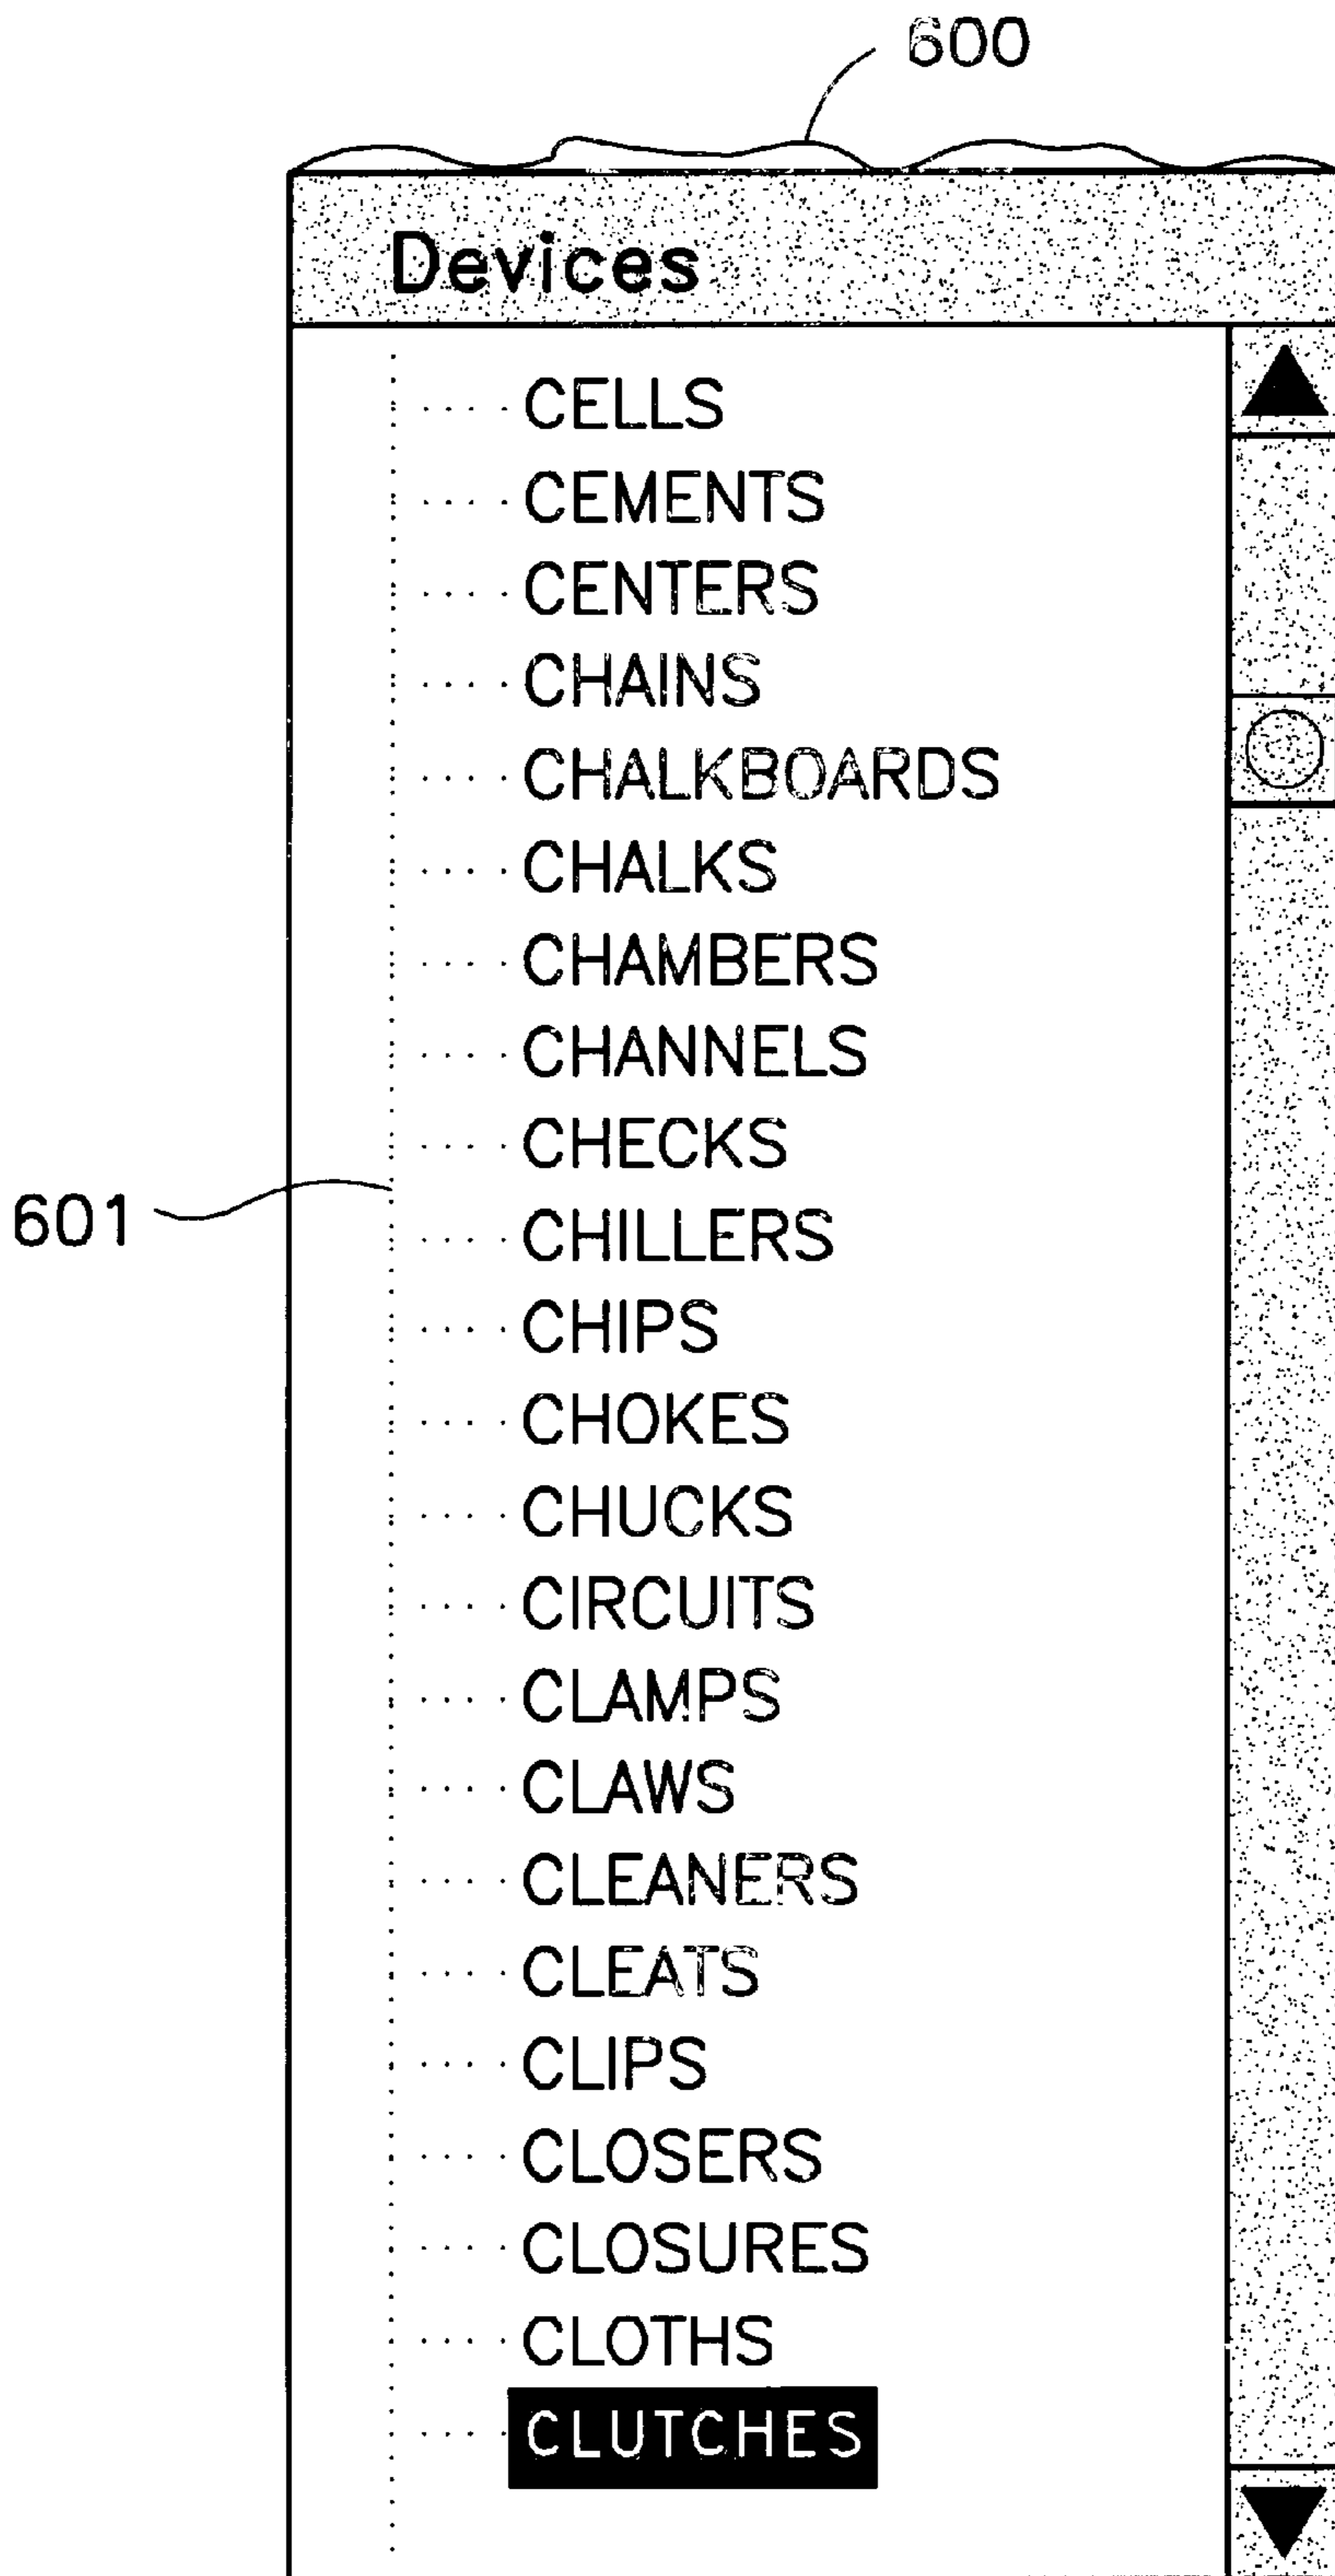 600
Devices
CELLS
CEMENTS
CENTERS
CHAINS
CHALKBOARDS
CHALKS
CHAMBERS
CHANNELS
CHECKS
601
CHILLERS
CHIPS
CHOKES
CHUCKS
CIRCUITS
CLAMPS
CLAWS
CLEANERS
CLEATS
CLIPS
CLOSERS
CLOSURES
CLOTHS
CLUTCHES